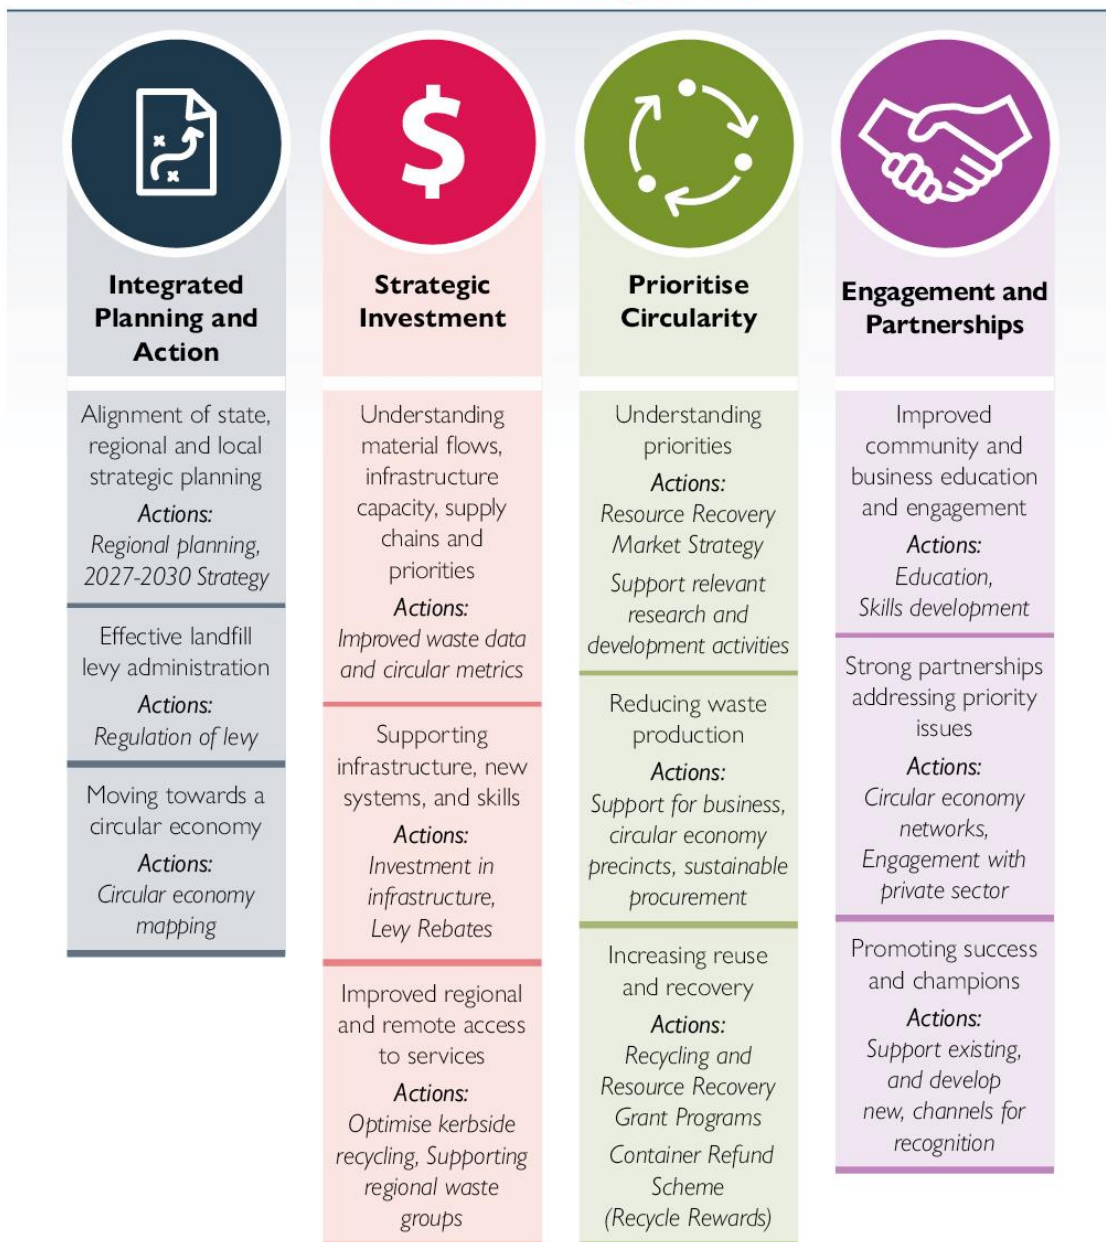 $
Integrated
Planning and
Action
Alignment of state,
regional and local
strategic planning
Actions:
Regional planning,
2027-2030 Strategy
Effective landfill
levy administration
Actions:
Regulation of levy
Moving towards a
circular economy
Actions:
Circular economy
mapping
Strategic
Investment
Understanding
material flows,
infrastructure
capacity, supply
chains and
priorities
Actions:
Improved waste data
and circular metrics
Supporting
infrastructure, new
systems, and skills
Actions:
Investment in
infrastructure,
Levy Rebates
Improved regional
and remote access
to services
Actions:
Optimise kerbside
recycling, Supporting
regional waste
groups
Prioritise
Circularity
Understanding
priorities
Actions:
Resource Recovery
Market Strategy
Support relevant
research and
development activities
Reducing waste
production
Actions:
Support for business,
circular economy
precincts, sustainable
procurement
Increasing reuse
and recovery
Actions:
Recycling and
Resource Recovery
Grant Programs
Container Refund
Scheme
(Recycle Rewards)
Engagement and
Partnerships
Improved
community and
business education
and engagement
Actions:
Education,
Skills development
Strong partnerships
addressing priority
issues
Actions:
Circular economy
networks,
Engagement with
private sector
Promoting success
and champions
Actions:
Support existing,
and develop
new, channels for
recognition